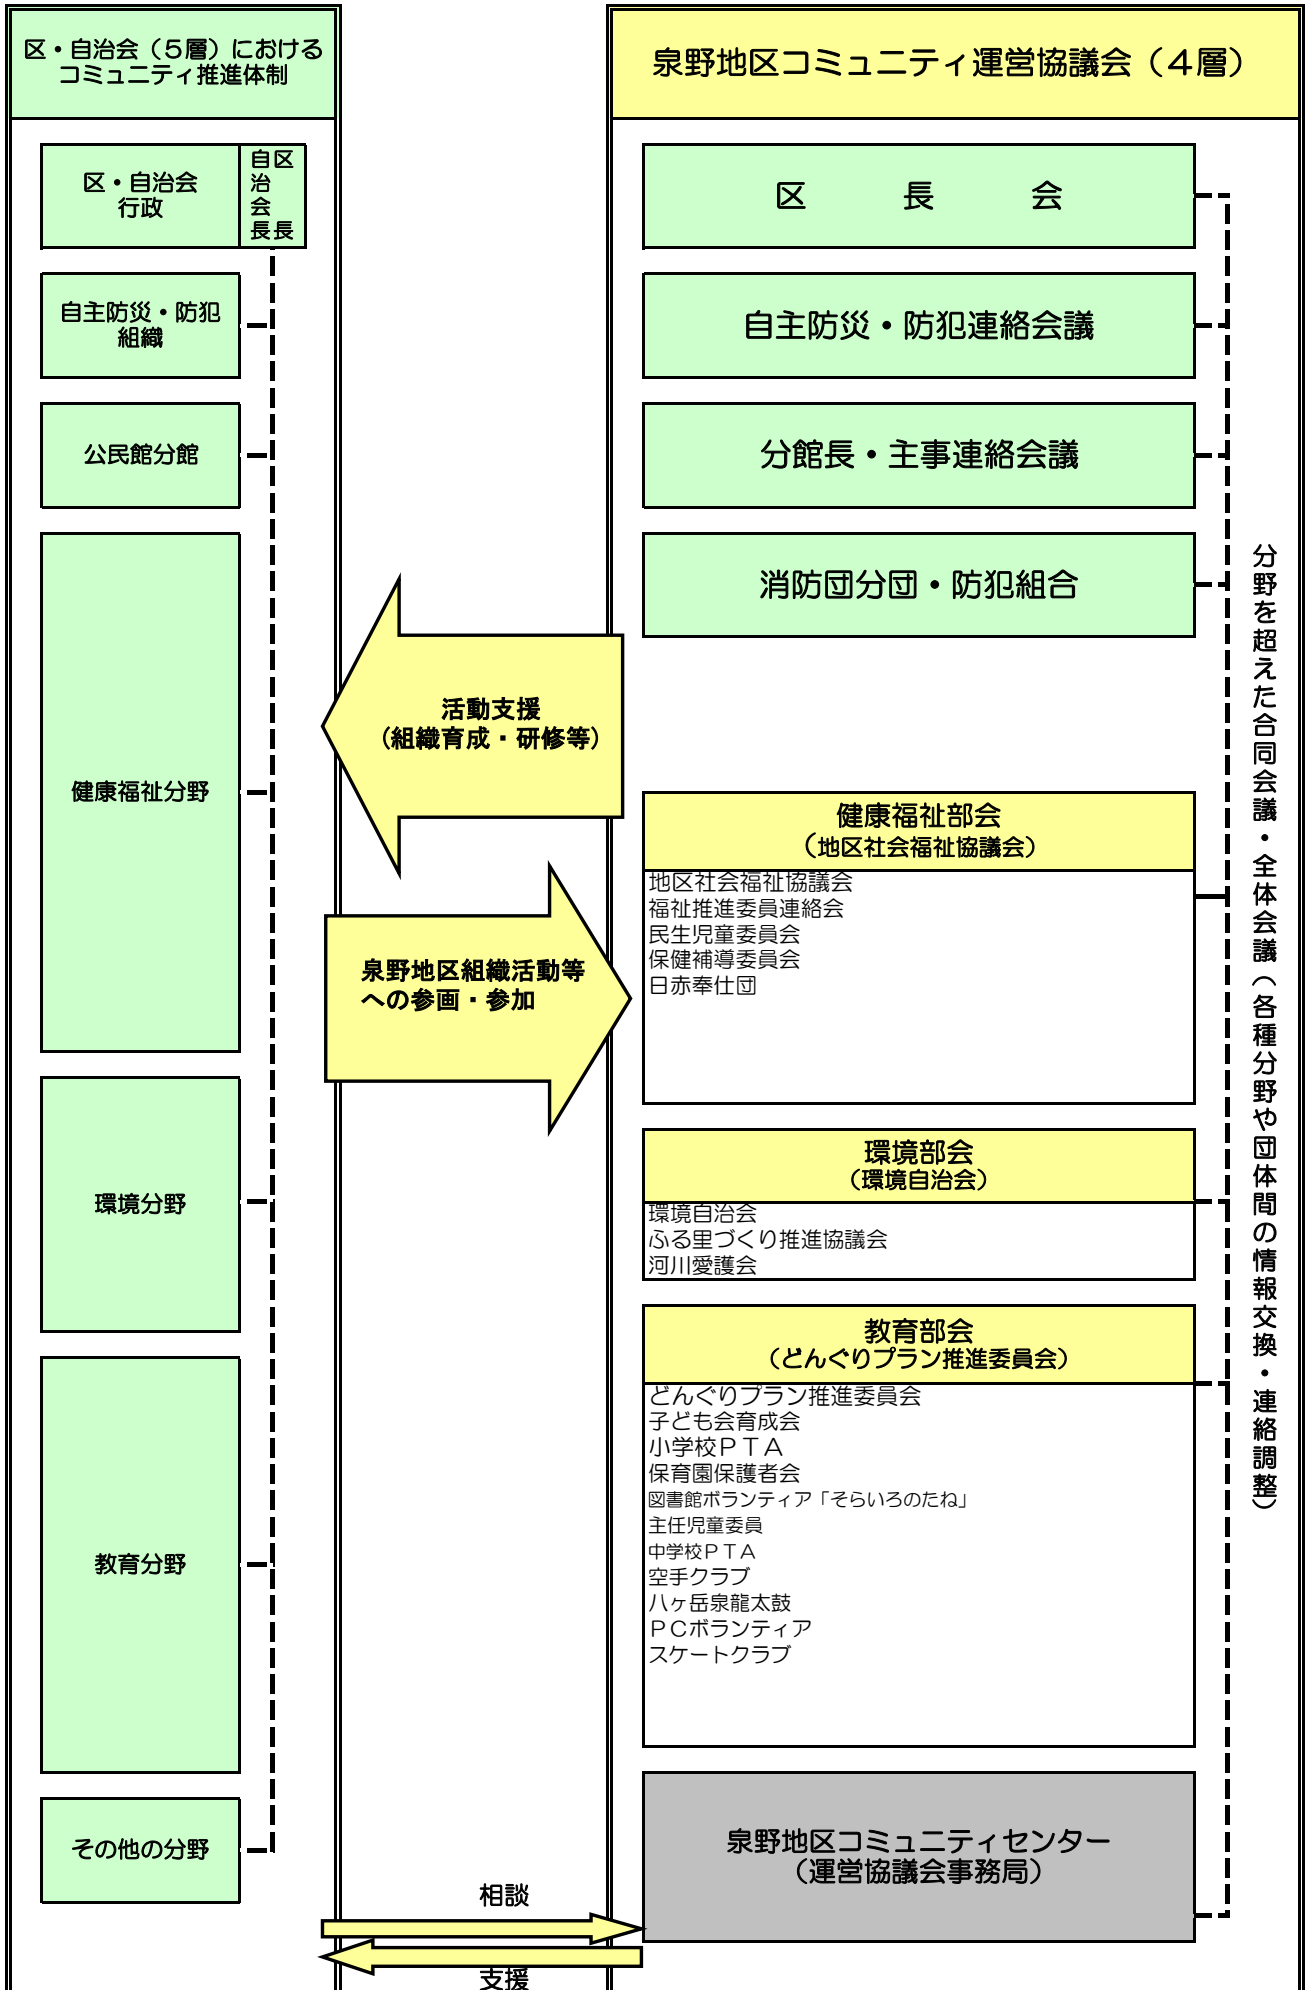 区・自治会（５層）における
コミュニティ推進体制
区・自治会
行政
区長
自治会長
自主防災・防犯
組織
公民館分館
健康福祉分野
環境分野
教育分野
その他の分野
活動支援
（組織育成・研修等）
泉野地区組織活動等
への参画・参加
相談
支援
泉野地区コミュニティ運営協議会（４層）
区　長　会
自主防災・防犯連絡会議
分館長・主事連絡会議
消防団分団・防犯組合
健康福祉部会
（地区社会福祉協議会）
地区社会福祉協議会
福祉推進委員連絡会
民生児童委員会
保健補導委員会
日赤奉仕団
環境部会
（環境自治会）
環境自治会
ふる里づくり推進協議会
河川愛護会
教育部会
（どんぐりプラン推進委員会）
どんぐりプラン推進委員会
子ども会育成会
小学校ＰＴＡ
保育園保護者会
図書館ボランティア「そらいろのたね」
主任児童委員
中学校ＰＴＡ
空手クラブ
八ヶ岳泉龍太鼓
ＰＣボランティア
スケートクラブ
泉野地区コミュニティセンター
（運営協議会事務局）
分野を超えた合同会議・全体会議（各種分野や団体間の情報交換・連絡調整）